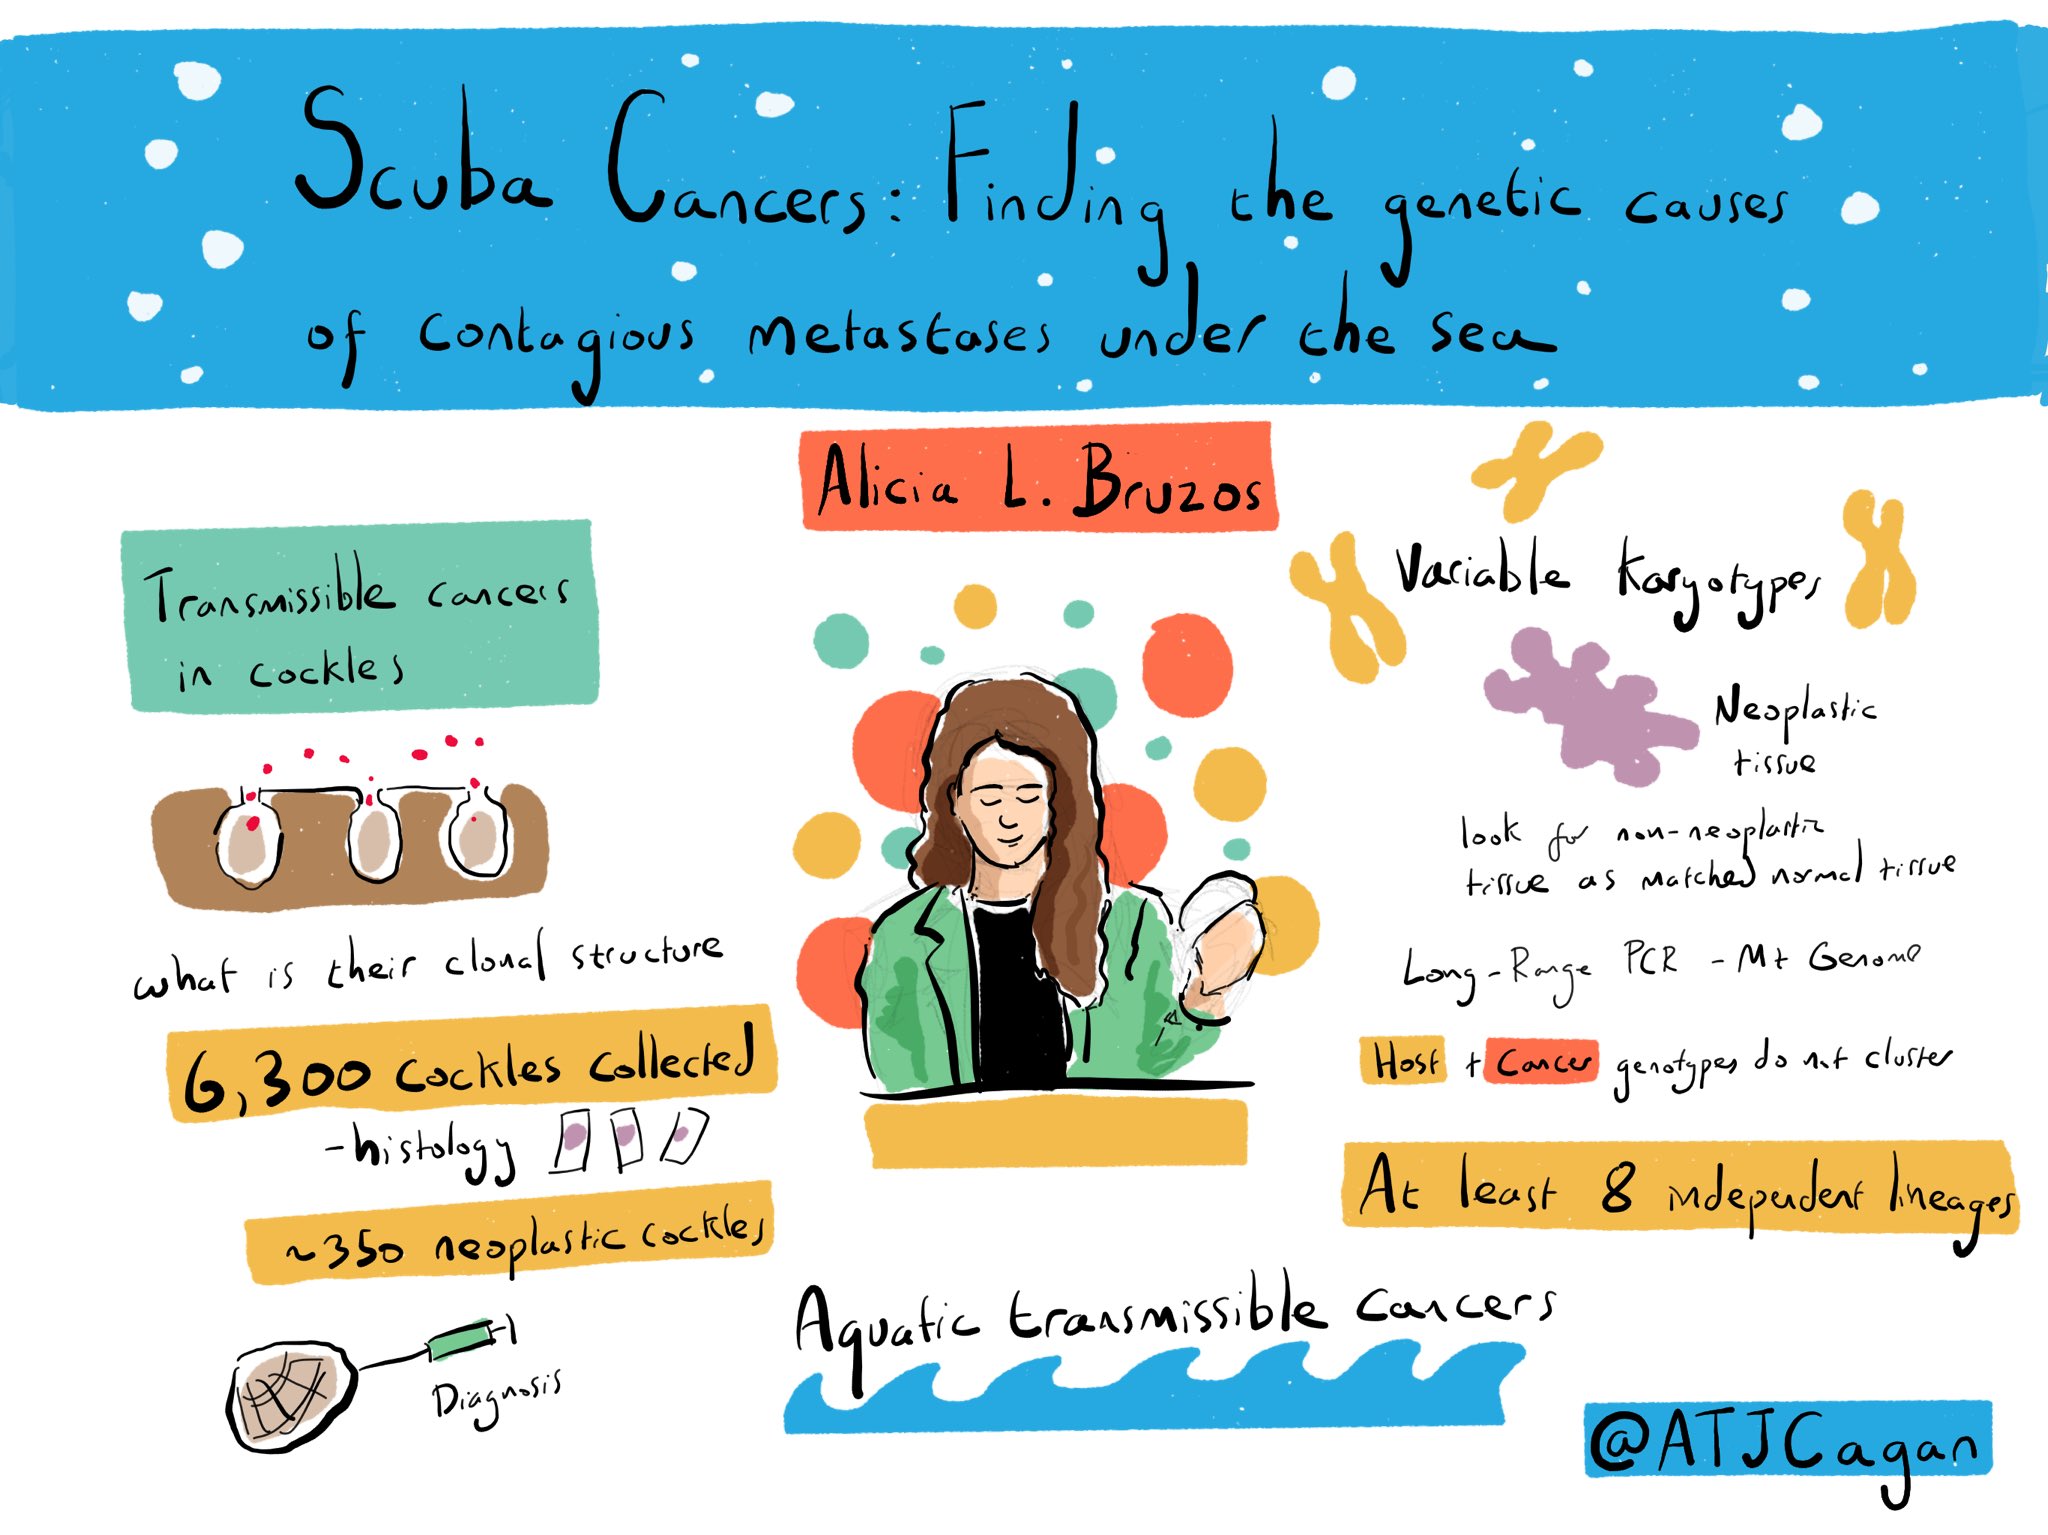 Scuba Cancers: Finding the genetic causes
of contagious metastases under the sea
Alicia L. Bruzos
Transmissible cancers
in cockles
what is their clonal structure
6,300 cockles collected
-histology
~350 neoplastic cockles
Diagnosis
Variable Karyotypes
Neoplastic
tissue
look for non-neoplastic
tissue as matched normal tissue
Long-Range PCR - Mt Genome
Host + Cancer genotypes do not cluster
At least 8 independent lineages
Aquatic transmissible cancers
@ATJCagan